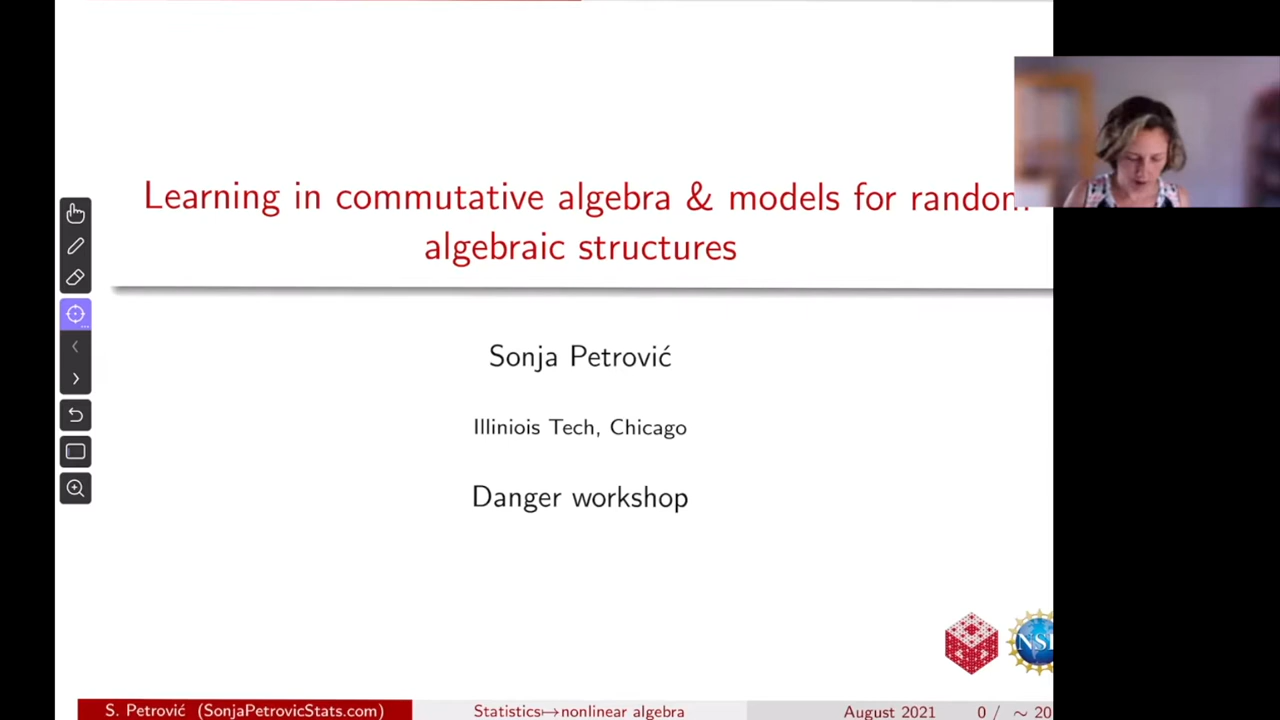 Learning in commutative algebra & models for random
algebraic structures
Sonja Petrović
Illiniois Tech, Chicago
Danger workshop
NSF
S. Petrović (SonjaPetrovicStats.com) Statistics↦nonlinear algebra August 2021 0 / ∼ 20